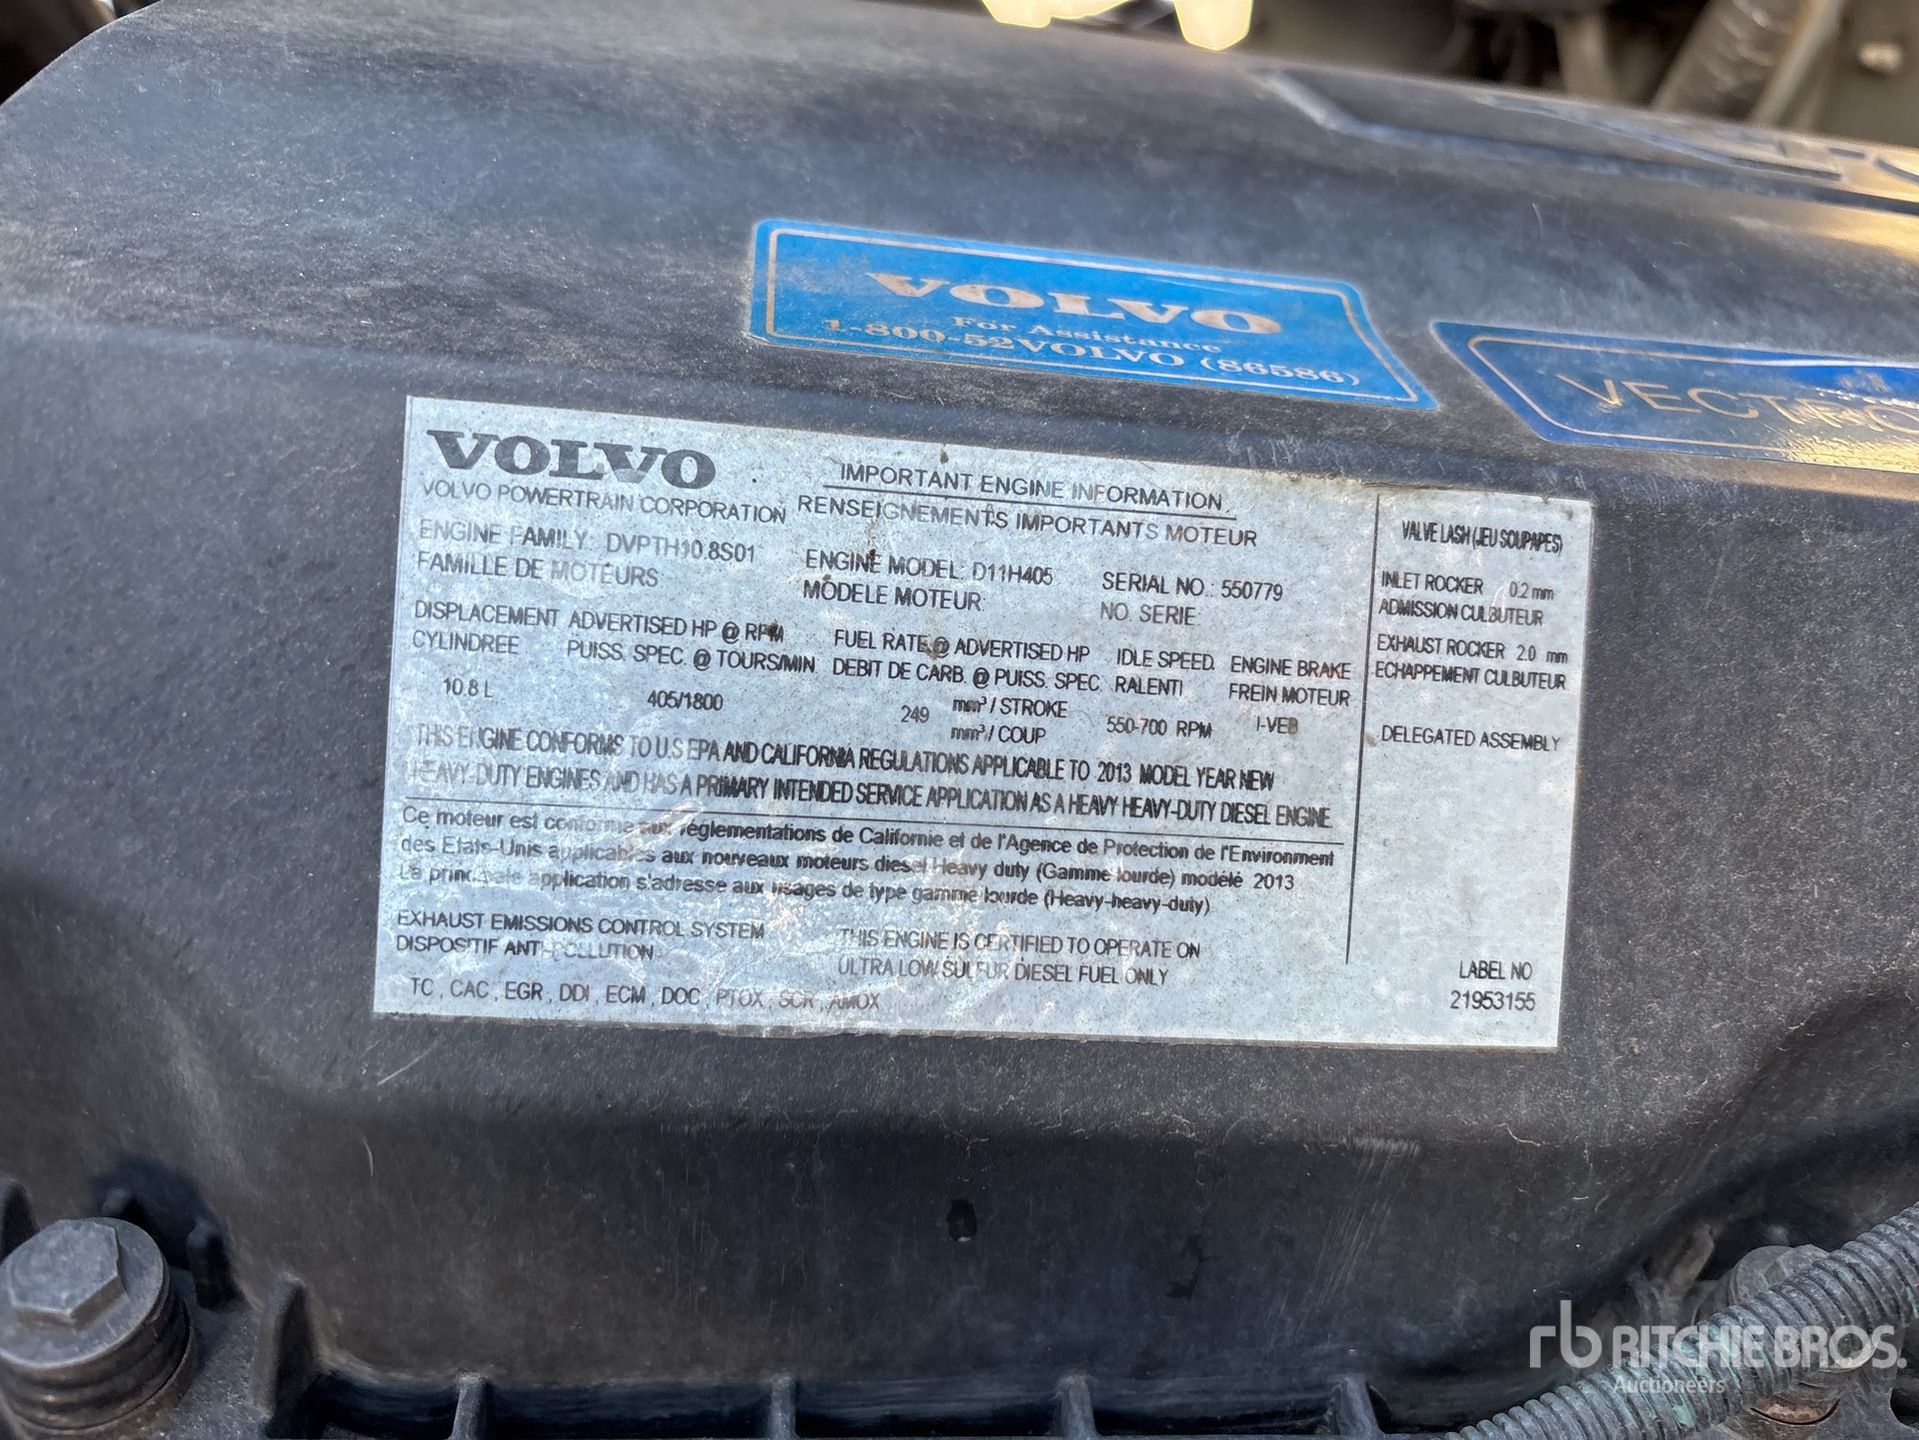 VOLVO
For Assistance
1-800-52VOLVO (86586)
VOLVO
VOLVO POWERTRAIN CORPORATION
IMPORTANT ENGINE INFORMATION
RENSEIGNEMENTS IMPORTANTS MOTEUR
ENGINE FAMILY: DVPTH10.8S01
FAMILLE DE MOTEURS
ENGINE MODEL: D11H405
MODELE MOTEUR
SERIAL NO.: 550779
NO. SERIE
DISPLACEMENT
CYLINDREE
10.8 L
ADVERTISED HP @ RPM
PUISS. SPEC. @ TOURS/MIN.
405/1800
FUEL RATE @ ADVERTISED HP
DEBIT DE CARB. @ PUISS. SPEC.
249
mm³ / STROKE
mm³ / COUP
IDLE SPEED
RALENTI
550-700 RPM
ENGINE BRAKE
FREIN MOTEUR
I-VEB
THIS ENGINE CONFORMS TO U.S EPA AND CALIFORNIA REGULATIONS APPLICABLE TO 2013 MODEL YEAR NEW
HEAVY-DUTY ENGINES AND HAS A PRIMARY INTENDED SERVICE APPLICATION AS A HEAVY HEAVY-DUTY DIESEL ENGINE.
Ce moteur est conforme aux réglementations de Californie et de l'Agence de Protection de l'Environment
des Etats-Unis applicables aux nouveaux moteurs diesel Heavy duty (Gamme lourde) modélé 2013
La principale application s'adresse aux usages de type gamme lourde (Heavy-heavy-duty)
EXHAUST EMISSIONS CONTROL SYSTEM
DISPOSITIF ANTI-POLLUTION
TC , CAC , EGR , DDI , ECM , DOC , PTOX , SCR , AMOX
THIS ENGINE IS CERTIFIED TO OPERATE ON
ULTRA LOW SULFUR DIESEL FUEL ONLY
VALVE LASH (JEU SOUPAPES)
INLET ROCKER 0.2 mm
ADMISSION CULBUTEUR
EXHAUST ROCKER 2.0 mm
ECHAPPEMENT CULBUTEUR
DELEGATED ASSEMBLY
LABEL NO
21953155
rb RITCHIE BROS.
Auctioneers